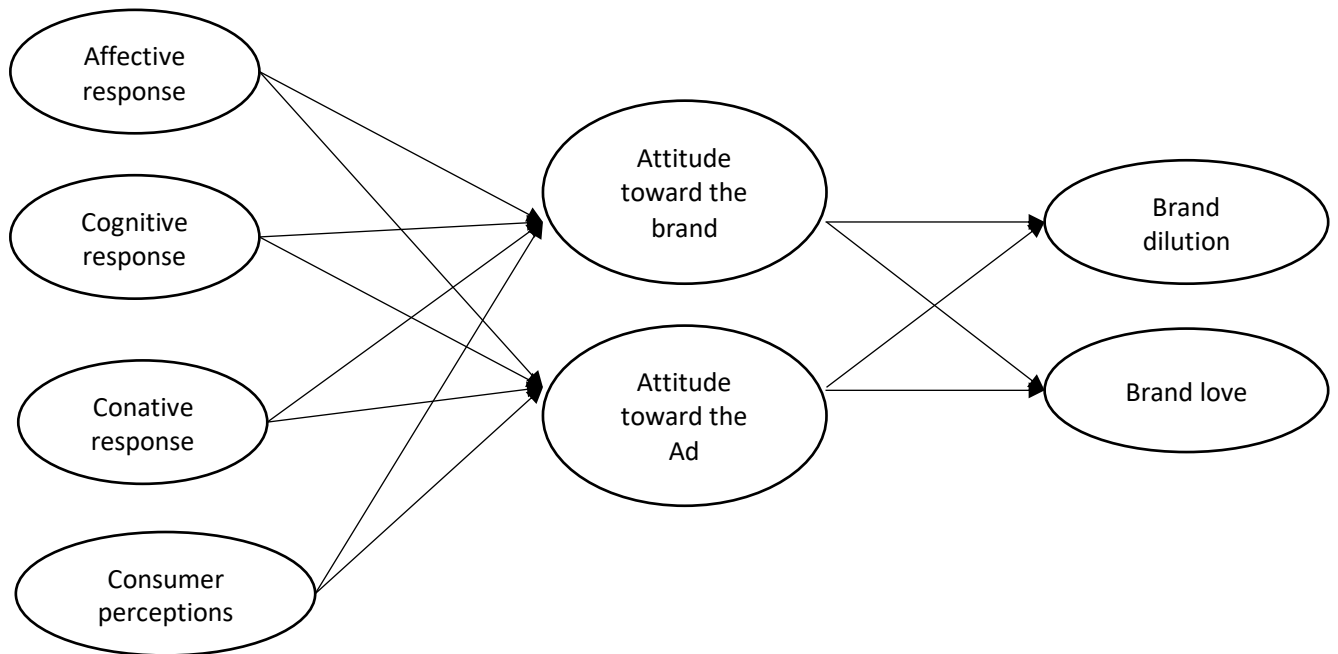 Affective
response
Cognitive
response
Conative
response
Consumer
perceptions
Attitude
toward the
brand
Attitude
toward the
Ad
Brand
dilution
Brand love